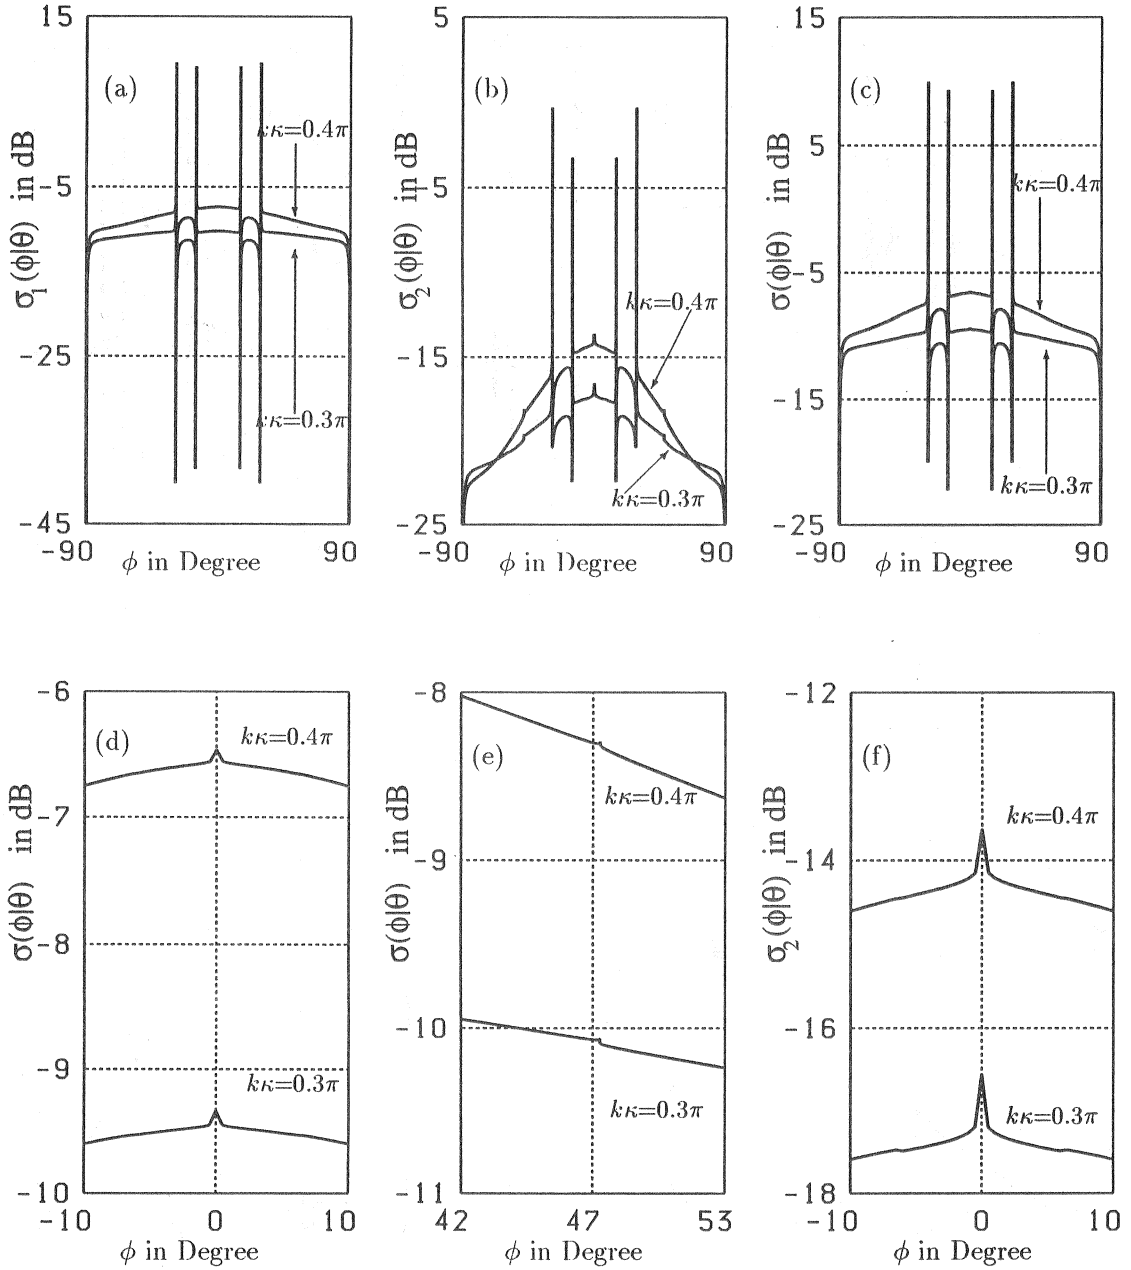 (a)
15
-5
-25
-45
-90
90
σ₁(ϕ|θ) in dB
kκ=0.4π
kκ=0.3π
ϕ in Degree
(b)
5
-5
-15
-25
-90
90
σ₂(ϕ|θ) in dB
kκ=0.4π
kκ=0.3π
ϕ in Degree
(c)
15
5
-5
-15
-25
-90
90
σ(ϕ|θ) in dB
kκ=0.4π
kκ=0.3π
ϕ in Degree
(d)
-6
-7
-8
-9
-10
-10
0
10
σ(ϕ|θ) in dB
kκ=0.4π
kκ=0.3π
ϕ in Degree
(e)
-8
-9
-10
-11
42
47
53
σ(ϕ|θ) in dB
kκ=0.4π
kκ=0.3π
ϕ in Degree
(f)
-12
-14
-16
-18
-10
0
10
σ₂(ϕ|θ) in dB
kκ=0.4π
kκ=0.3π
ϕ in Degree